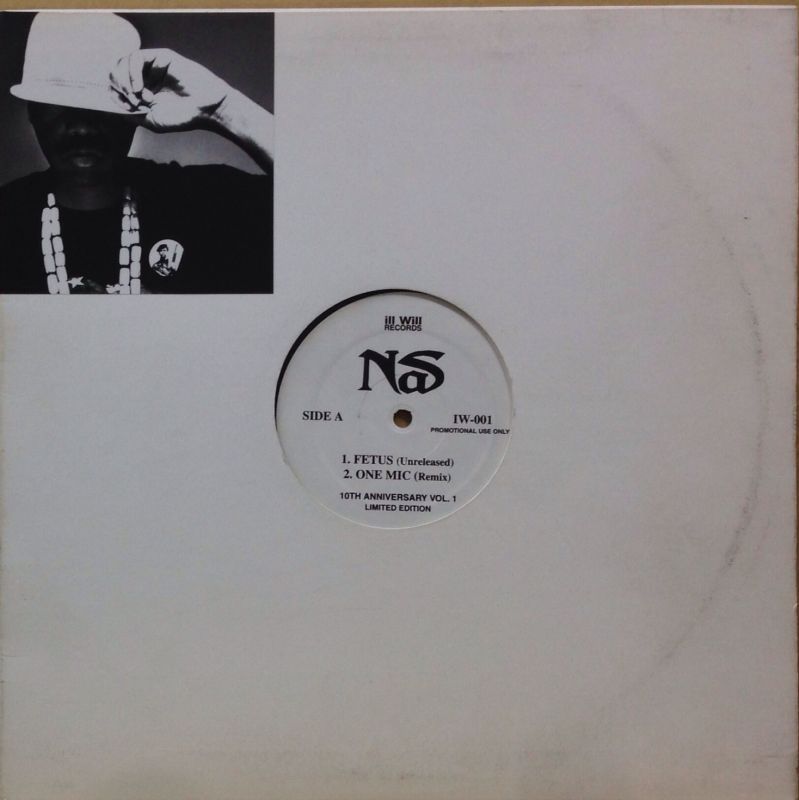 ill Will
RECORDS
NaS
SIDE A
IW-001
PROMOTIONAL USE ONLY
1. FETUS (Unreleased)
2. ONE MIC (Remix)
10TH ANNIVERSARY VOL. 1
LIMITED EDITION